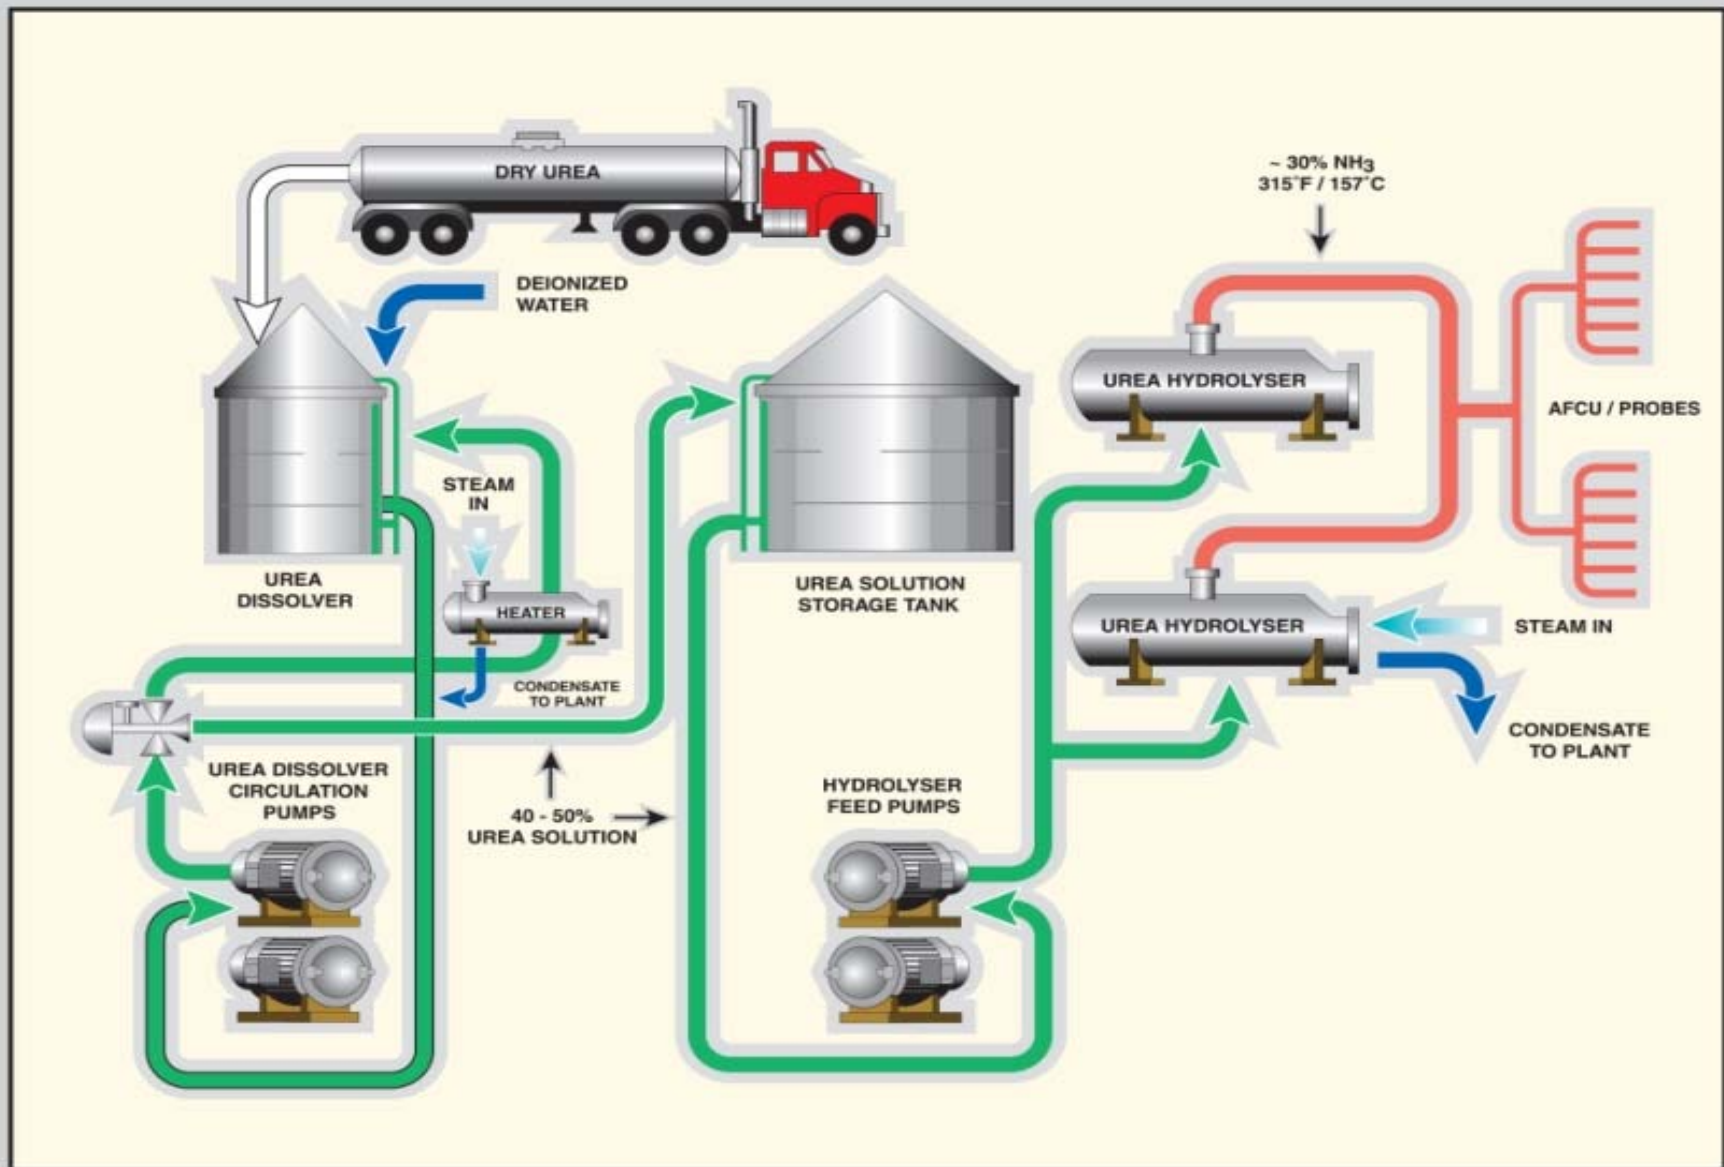 DRY UREA
~ 30% NH3
315°F / 157°C
DEIONIZED
WATER
UREA HYDROLYSER
AFCU / PROBES
STEAM
IN
UREA
DISSOLVER
HEATER
UREA SOLUTION
STORAGE TANK
UREA HYDROLYSER
STEAM IN
CONDENSATE
TO PLANT
CONDENSATE
TO PLANT
UREA DISSOLVER
CIRCULATION
PUMPS
40 - 50%
UREA SOLUTION
HYDROLYSER
FEED PUMPS